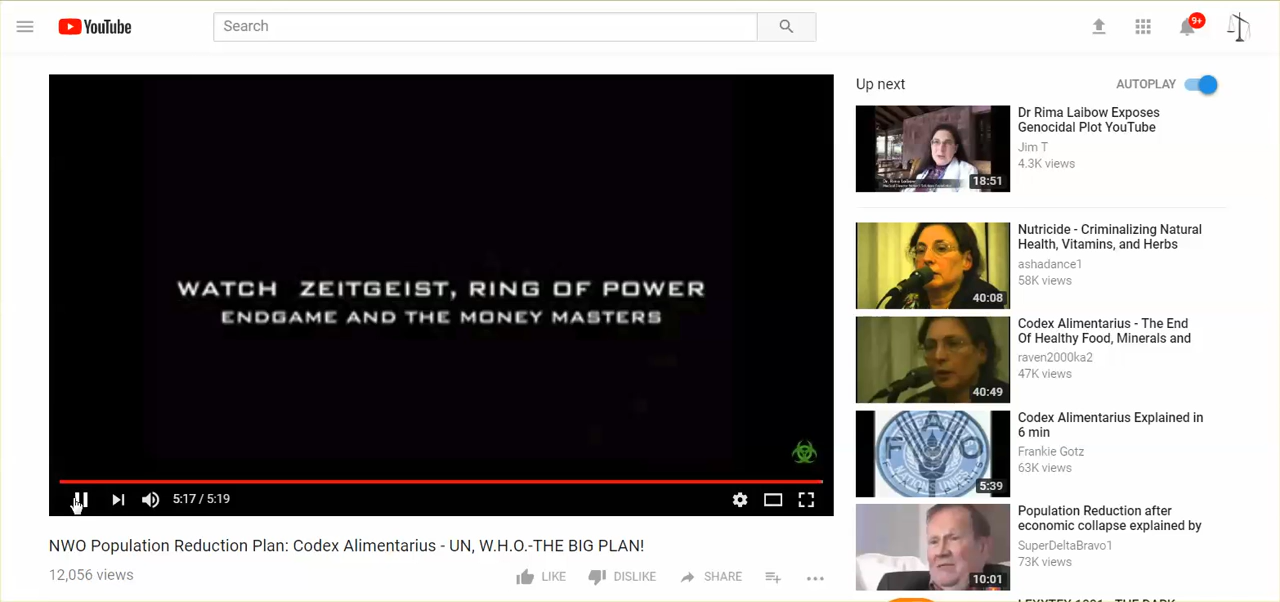 YouTube
Search
9+
WATCH ZEITGEIST, RING OF POWER
ENDGAME AND THE MONEY MASTERS
5:17 / 5:19
NWO Population Reduction Plan: Codex Alimentarius - UN, W.H.O.-THE BIG PLAN!
12,056 views
LIKE
DISLIKE
SHARE
Up next
AUTOPLAY
18:51
Dr Rima Laibow Exposes
Genocidal Plot YouTube
Jim T
4.3K views
40:08
Nutricide - Criminalizing Natural
Health, Vitamins, and Herbs
ashadance1
58K views
40:49
Codex Alimentarius - The End
Of Healthy Food, Minerals and
raven2000ka2
47K views
F A O
5:39
Codex Alimentarius Explained in
6 min
Frankie Gotz
63K views
10:01
Population Reduction after
economic collapse explained by
SuperDeltaBravo1
73K views